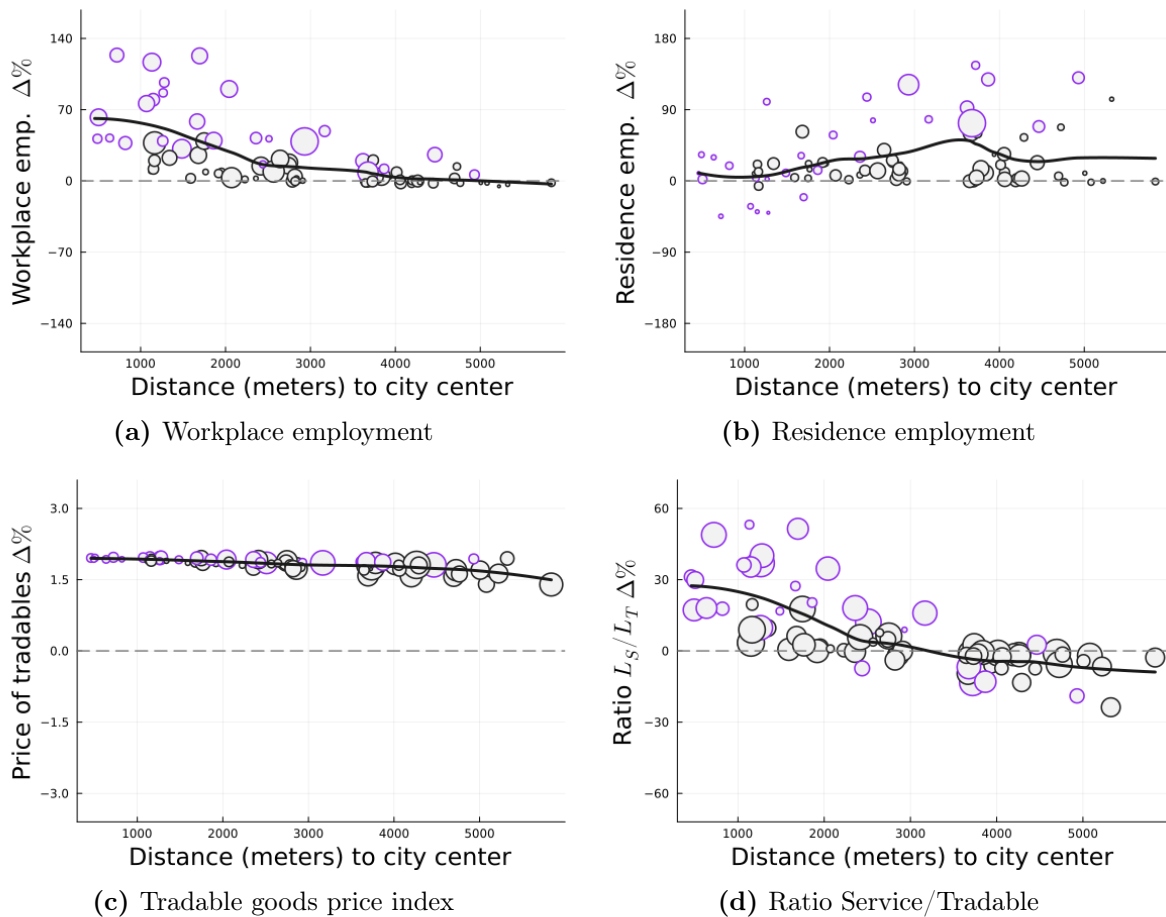 140
70
0
−70
−140
Workplace emp. Δ%
1000 2000 3000 4000 5000
Distance (meters) to city center
(a) Workplace employment
180
90
0
−90
−180
Residence emp. Δ%
1000 2000 3000 4000 5000
Distance (meters) to city center
(b) Residence employment
3.0
1.5
0.0
−1.5
−3.0
Price of tradables Δ%
1000 2000 3000 4000 5000
Distance (meters) to city center
(c) Tradable goods price index
60
30
0
−30
−60
Ratio L_S/L_T Δ%
1000 2000 3000 4000 5000
Distance (meters) to city center
(d) Ratio Service/Tradable